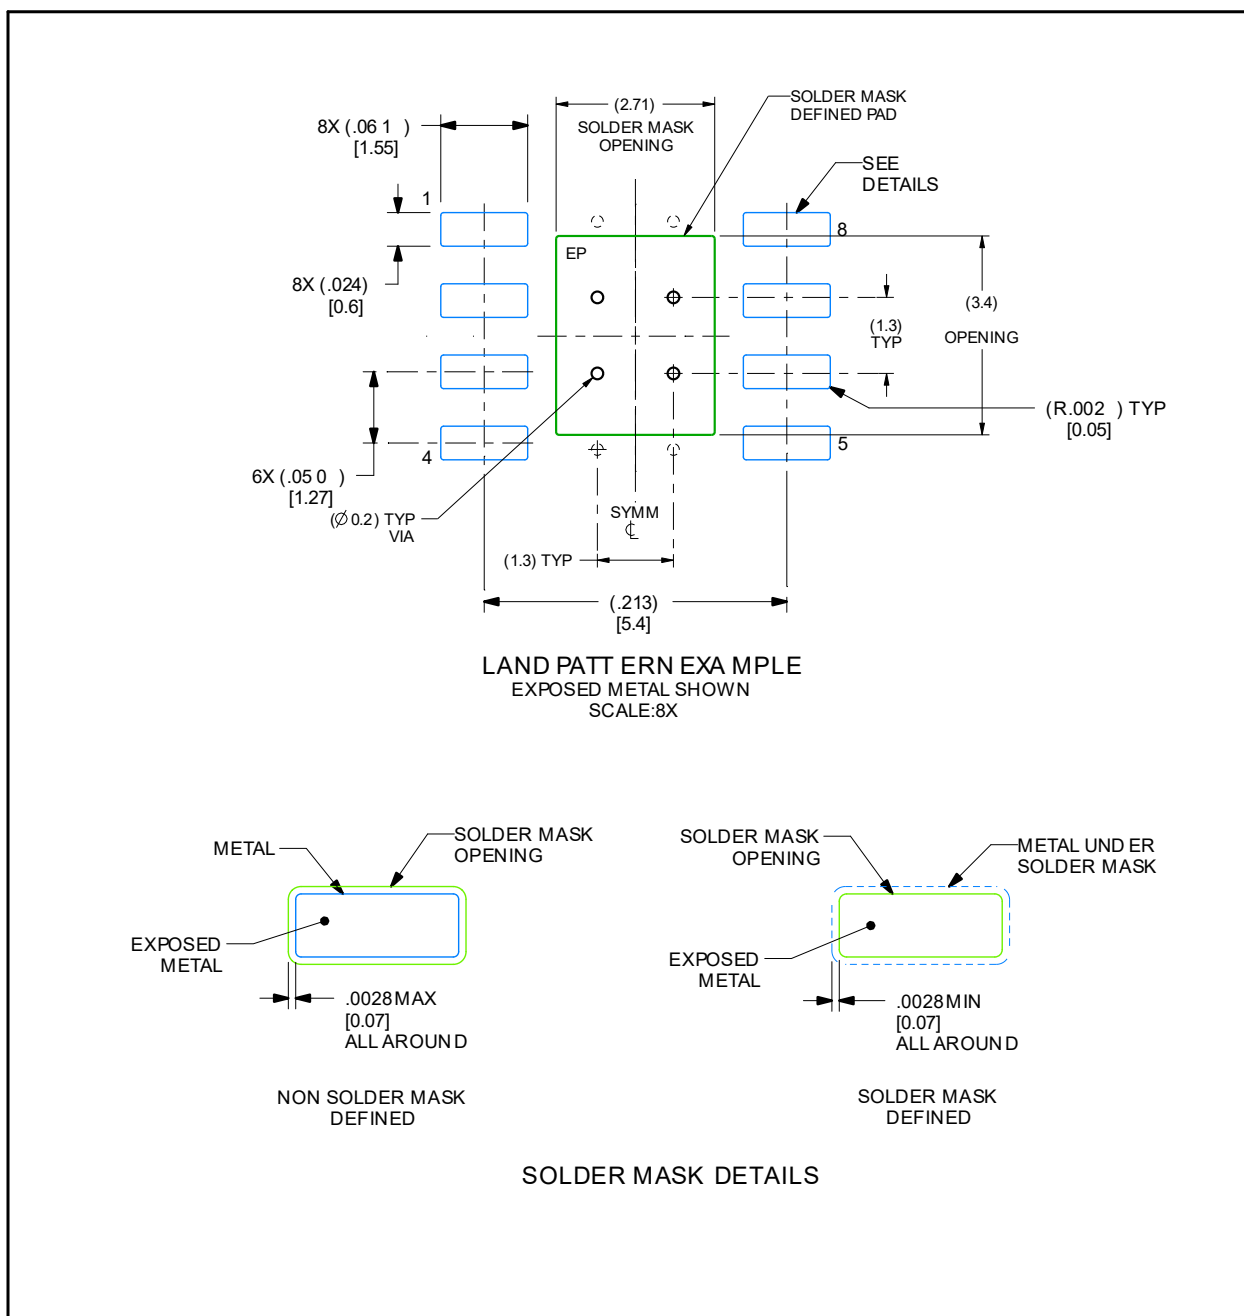 (2.71)
SOLDER MASK
OPENING
SOLDER MASK
DEFINED PAD
8X (.06 1 )
[1.55]
SEE
DETAILS
1
8
EP
8X (.024)
[0.6]
(1.3)
TYP
(3.4)
OPENING
(R.002 ) TYP
[0.05]
4
5
6X (.05 0 )
[1.27]
(Ø 0.2) TYP
VIA
SYMM
℄
(1.3) TYP
(.213)
[5.4]
LAND PATT ERN EXA MPLE
EXPOSED METAL SHOWN
SCALE:8X
METAL
SOLDER MASK
OPENING
EXPOSED
METAL
.0028 MAX
[0.07]
ALL AROUND
NON SOLDER MASK
DEFINED
SOLDER MASK
OPENING
METAL UND ER
SOLDER MASK
EXPOSED
METAL
.0028 MIN
[0.07]
ALL AROUND
SOLDER MASK
DEFINED
SOLDER MASK DETAILS